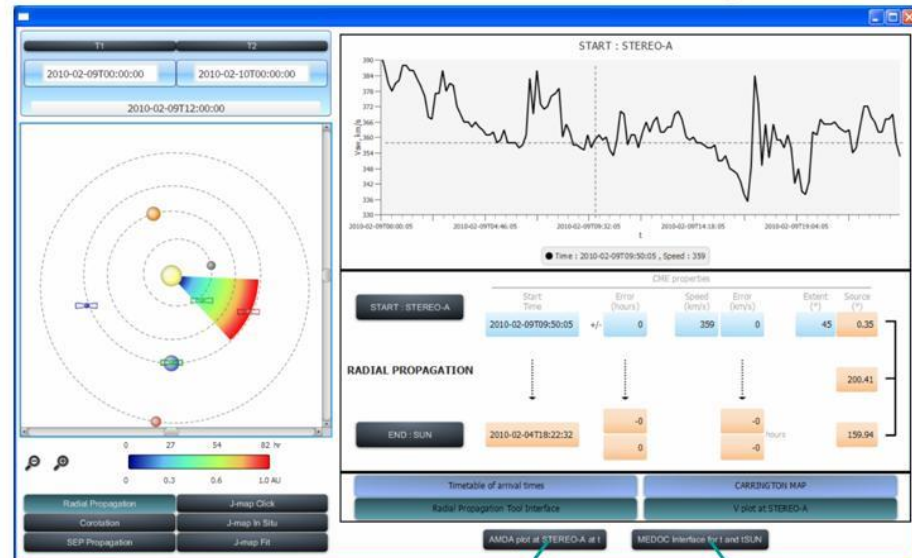 T1 T2
2010-02-09T00:00:00 2010-02-10T00:00:00
2010-02-09T12:00:00
0 27 54 82 hr
0 0.3 0.6 1.0 AU
Radial Propagation J-map Click
Corotation J-map In Situ
SEP Propagation J-map Fit
START : STEREO-A
390
384
378
372
366
360
354
348
342
336
330
km/s
2010-02-09T00:00:05 2010-02-09T04:46:05 2010-02-09T09:32:05 2010-02-09T14:18:05 2010-02-09T19:04:05
t
Time : 2010-02-09T09:50:05 , Speed : 359
CME properties
Start Error Speed Error Extent Source
Time (hours) (km/s) (km/s) (°) (°)
START : STEREO-A 2010-02-09T09:50:05 +/- 0 359 0 45 0.35
RADIAL PROPAGATION
200.41
END : SUN 2010-02-04T18:22:32 -0 -0 hours 159.94
0 0
Timetable of arrival times CARRINGTON MAP
Radial Propagation Tool Interface V plot at STEREO-A
AMDA plot at STEREO-A at t MEDOC Interface for t and tSUN